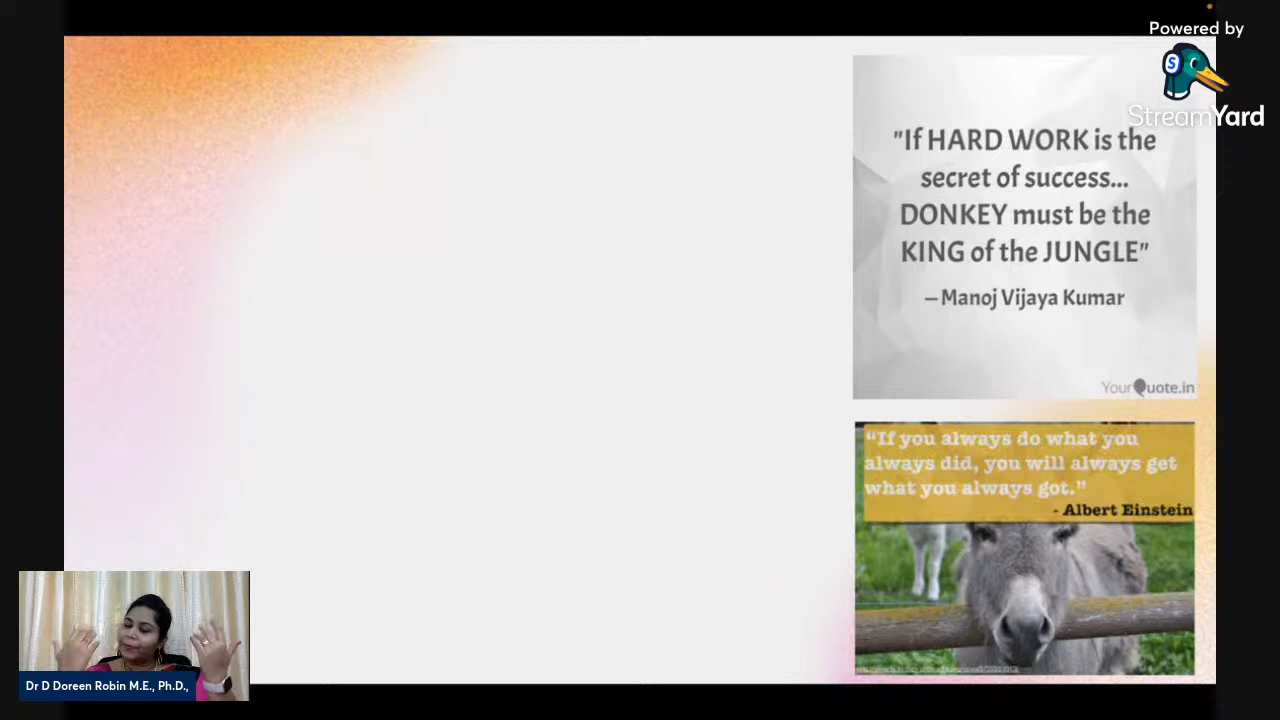 Powered by
S
StreamYard
"If HARD WORK is the
secret of success...
DONKEY must be the
KING of the JUNGLE"
– Manoj Vijaya Kumar
YourQuote.in
“If you always do what you
always did, you will always get
what you always got.”
- Albert Einstein
Dr D Doreen Robin M.E., Ph.D.,